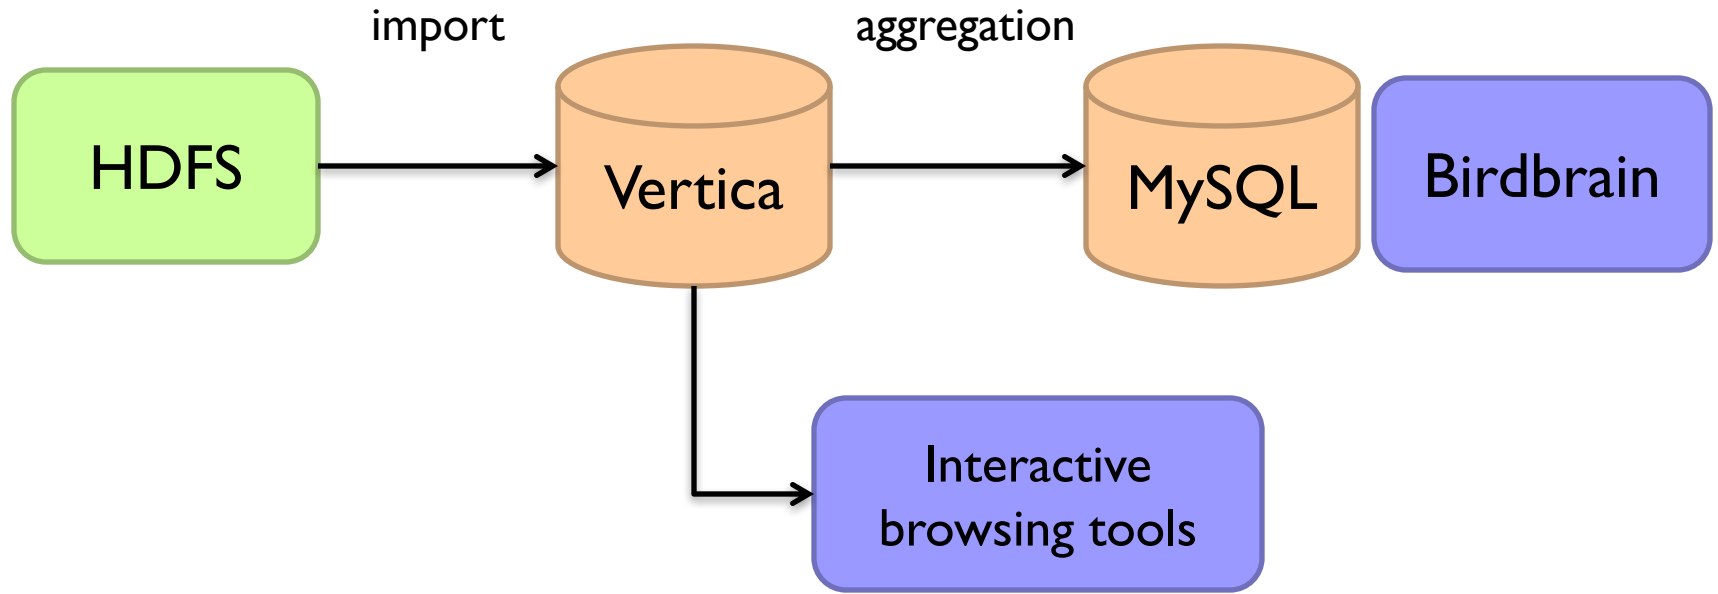 import
aggregation
HDFS
Vertica
MySQL
Birdbrain
Interactive
browsing tools